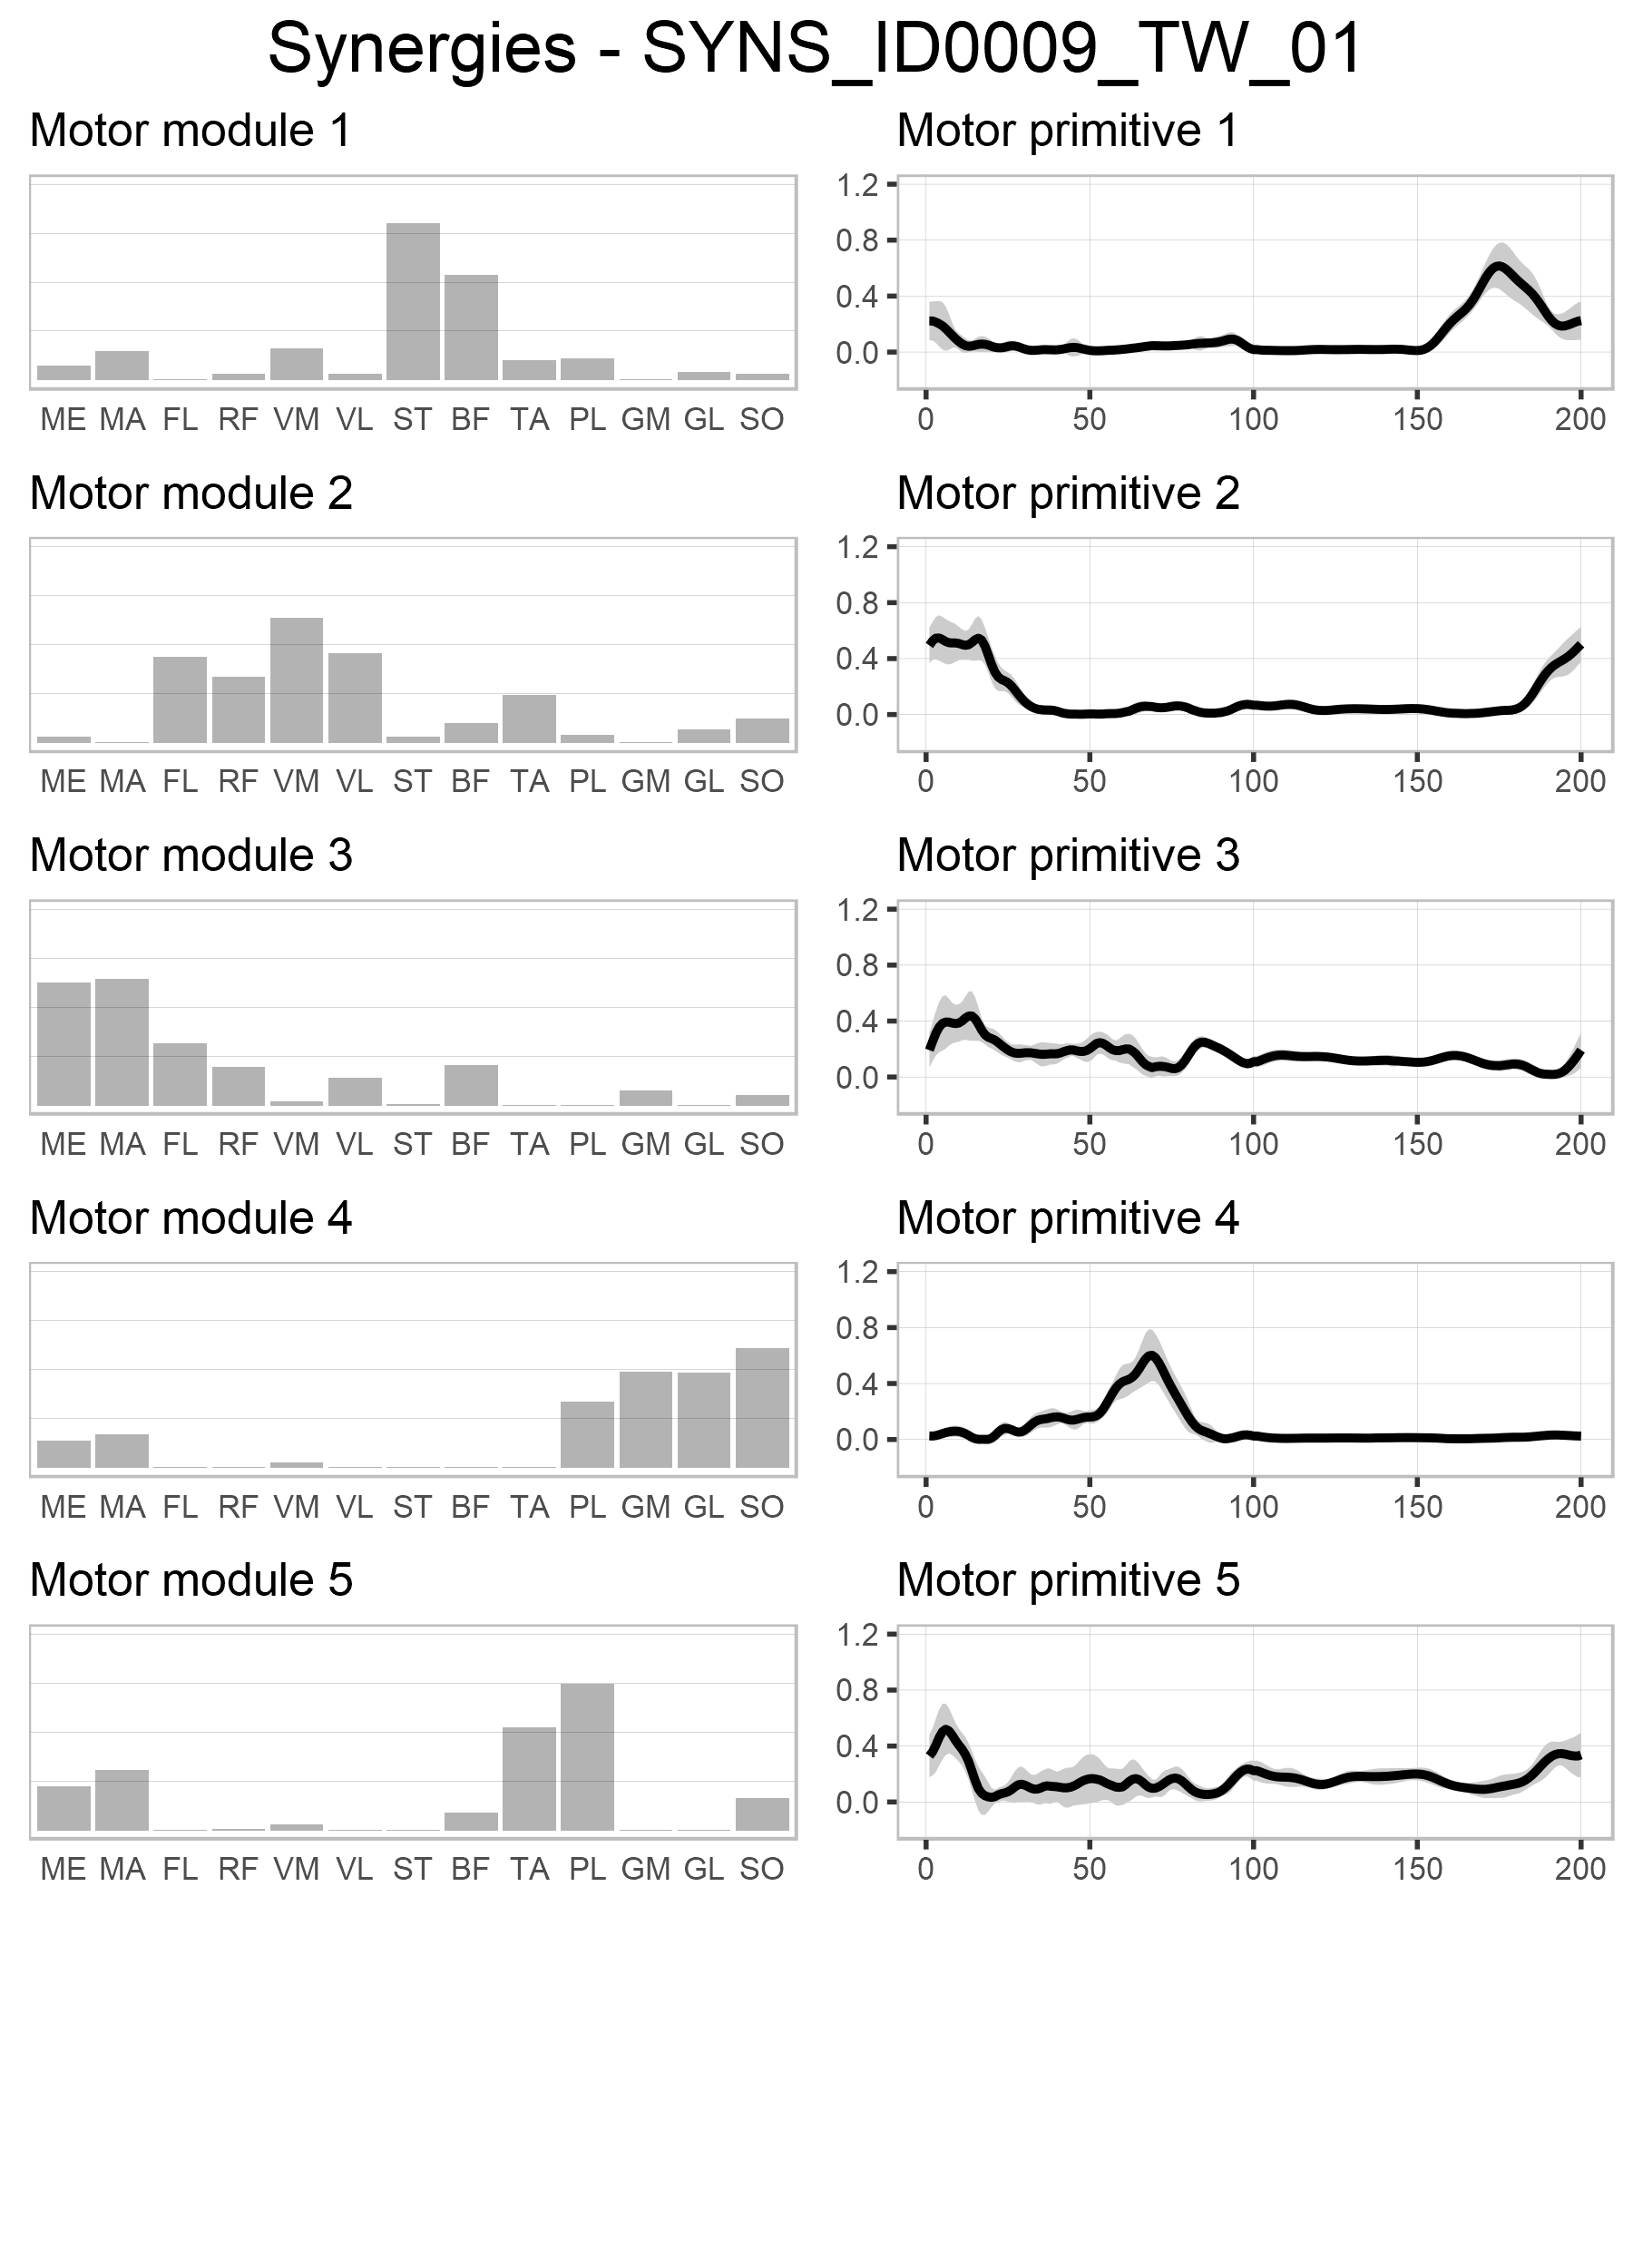 Synergies - SYNS_ID0009_TW_01
Motor module 1
Motor primitive 1
1.2
0.8
0.4
0.0
ME MA FL RF VM VL ST BF TA PL GM GL SO
0 50 100 150 200
Motor module 2
Motor primitive 2
1.2
0.8
0.4
0.0
ME MA FL RF VM VL ST BF TA PL GM GL SO
0 50 100 150 200
Motor module 3
Motor primitive 3
1.2
0.8
0.4
0.0
ME MA FL RF VM VL ST BF TA PL GM GL SO
0 50 100 150 200
Motor module 4
Motor primitive 4
1.2
0.8
0.4
0.0
ME MA FL RF VM VL ST BF TA PL GM GL SO
0 50 100 150 200
Motor module 5
Motor primitive 5
1.2
0.8
0.4
0.0
ME MA FL RF VM VL ST BF TA PL GM GL SO
0 50 100 150 200